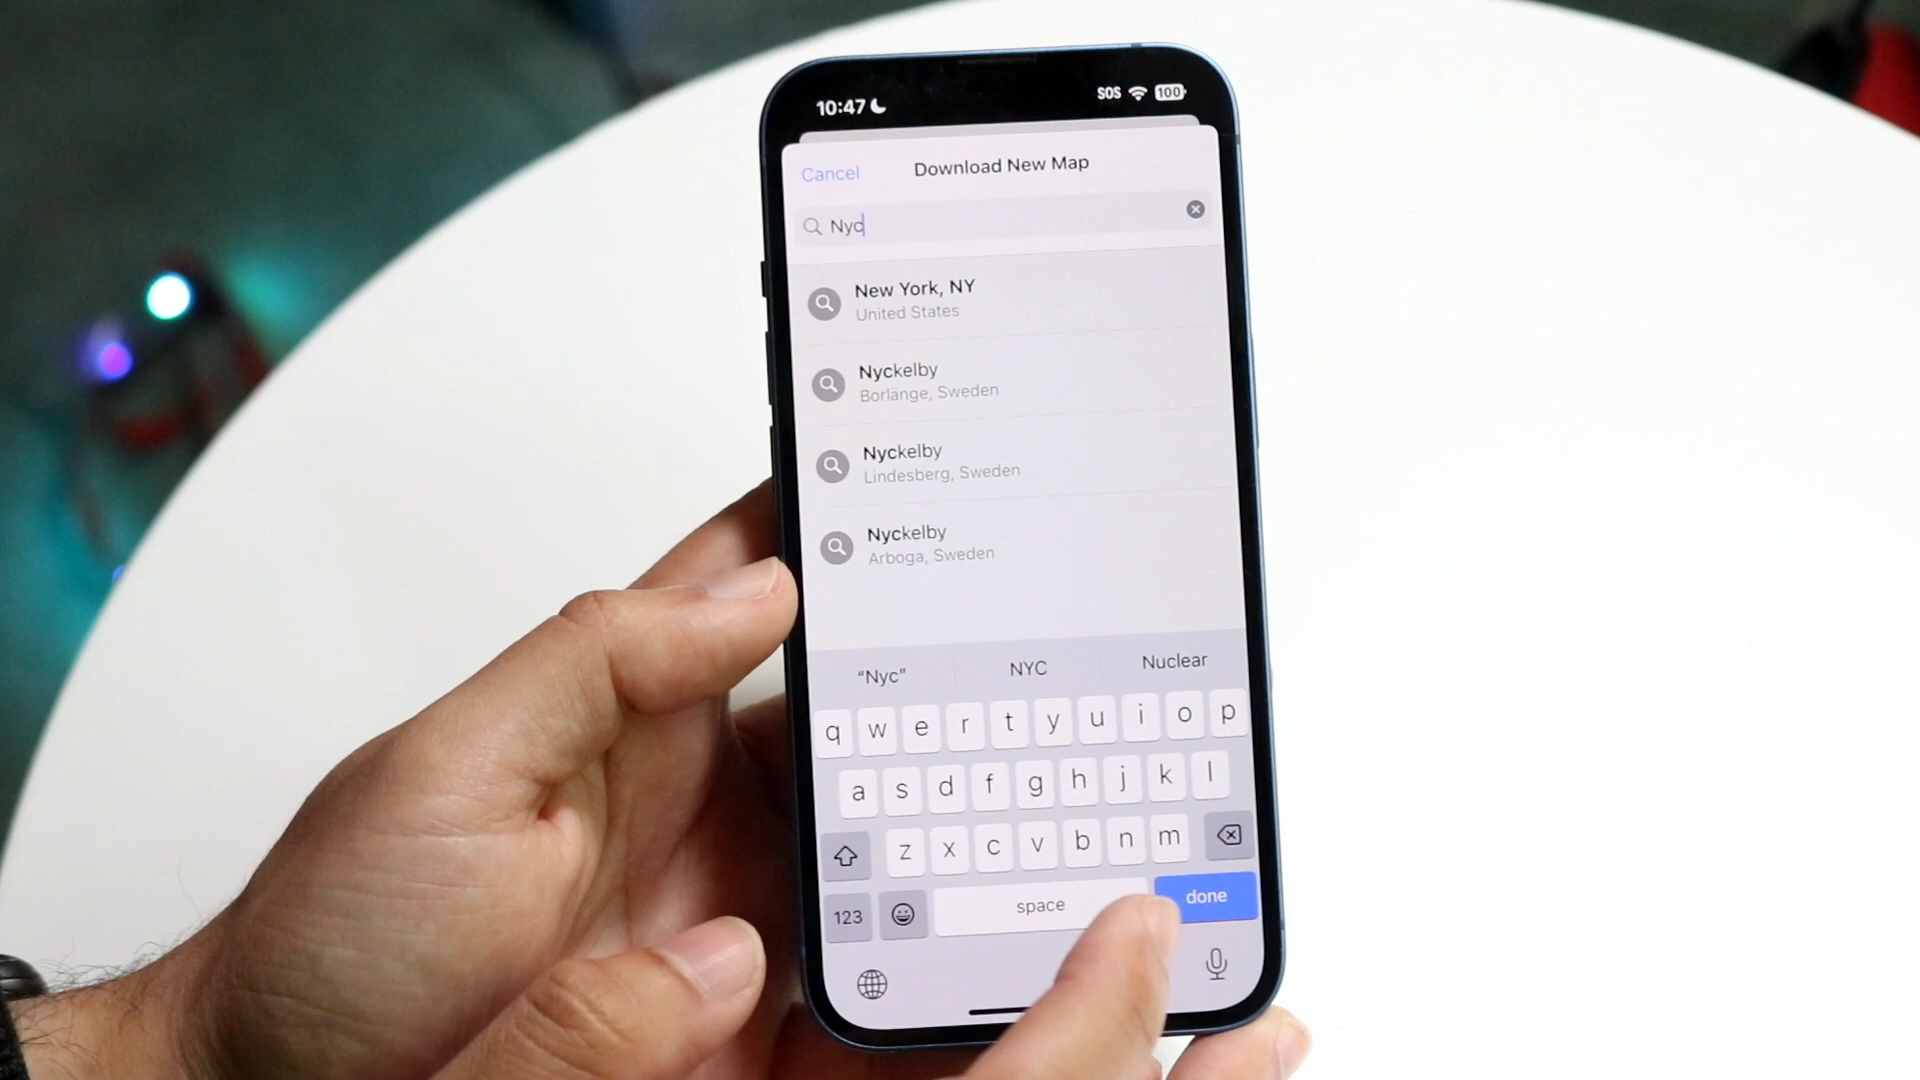 10:47
SOS 100
Cancel Download New Map
Nyc
New York, NY
United States
Nyckelby
Borlänge, Sweden
Nyckelby
Lindesberg, Sweden
Nyckelby
Arboga, Sweden
“Nyc” NYC Nuclear
q w e r t y u i o p
a s d f g h j k l
z x c v b n m
123 space done